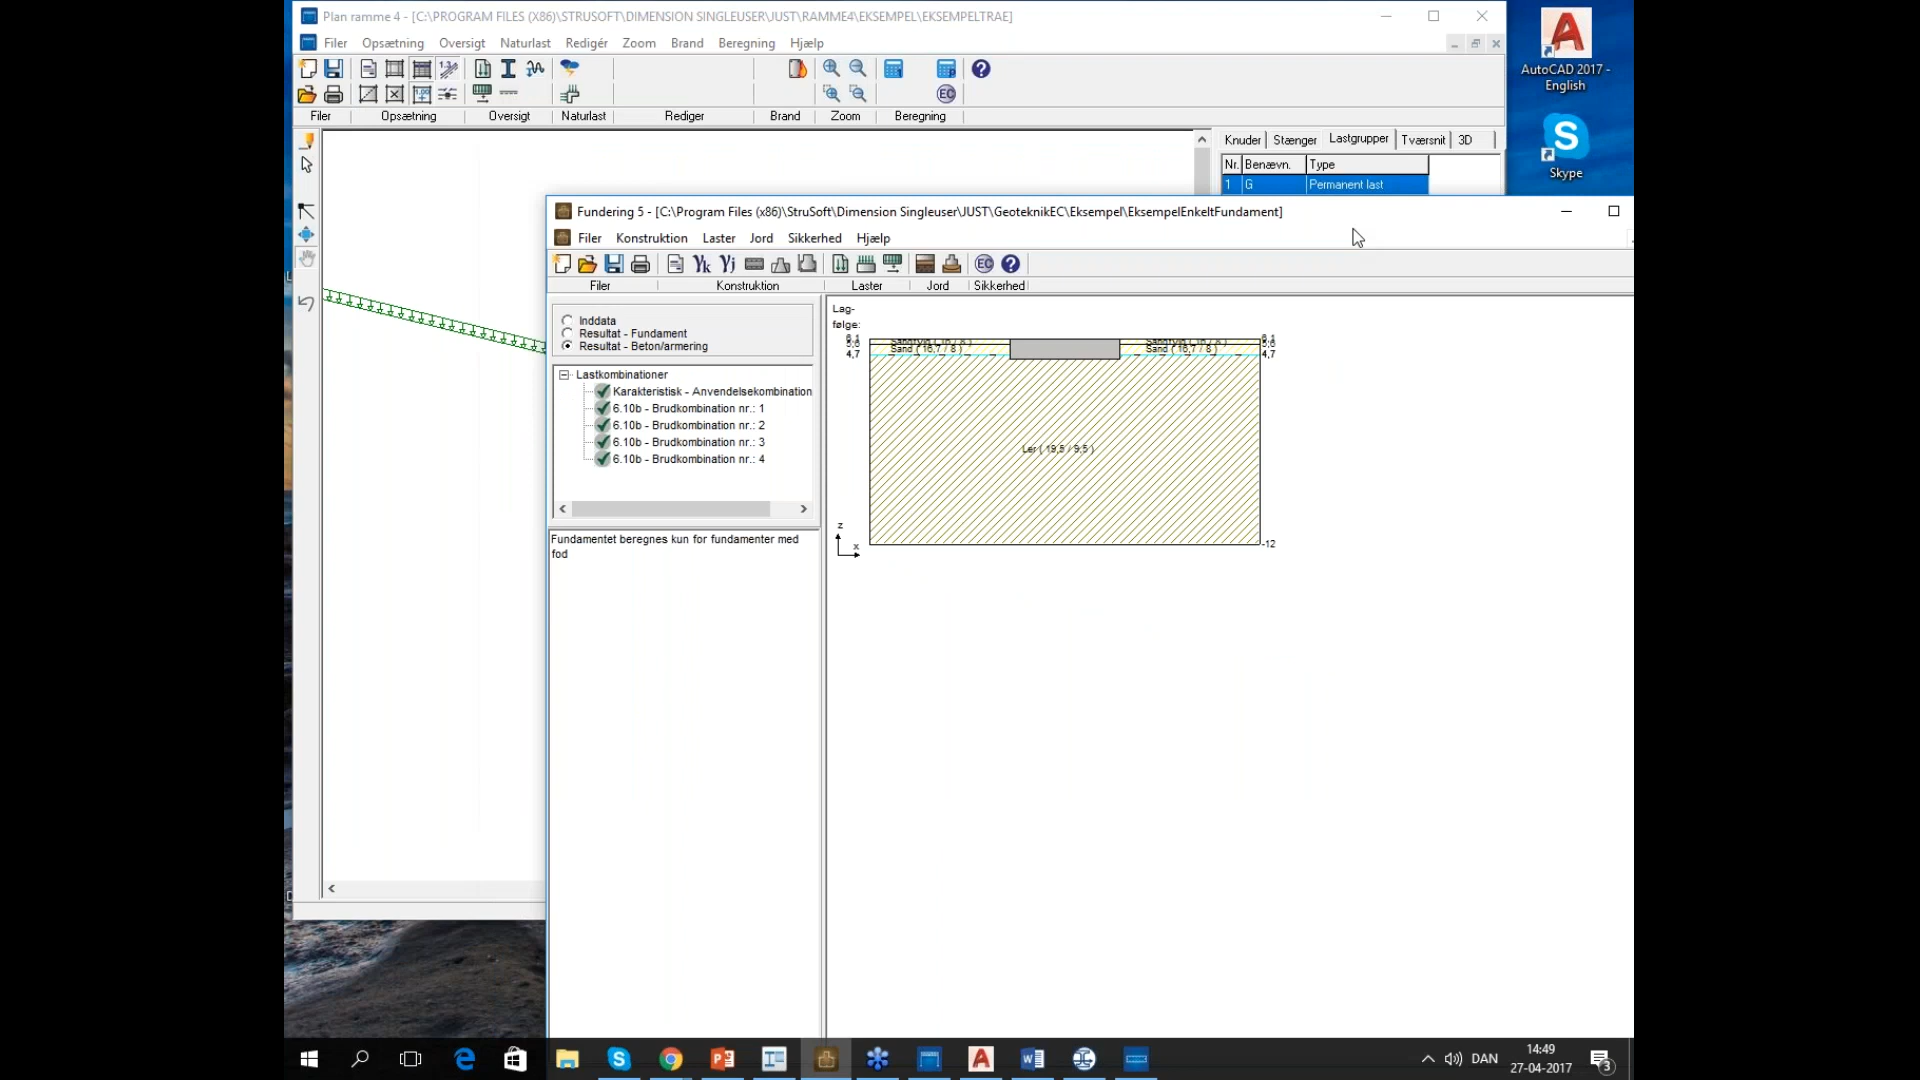 Plan ramme 4 - [C:\PROGRAM FILES (X86)\STRUSOFT\DIMENSION SINGLEUSER\JUST\RAMME4\EKSEMPEL\EKSEMPELTRAE]
Filer Opsætning Oversigt Naturlast Redigér Zoom Brand Beregning Hjælp
Filer Opsætning Oversigt Naturlast Rediger Brand Zoom Beregning
Knuder Stænger Lastgrupper Tværsnit 3D
Nr. Benævn. Type
1 G Permanent last
AutoCAD 2017 -
English
Skype
Fundering 5 - [C:\Program Files (x86)\StruSoft\Dimension Singleuser\JUST\GeoteknikEC\Eksempel\EksempelEnkeltFundament]
Filer Konstruktion Laster Jord Sikkerhed Hjælp
Filer Konstruktion Laster Jord Sikkerhed
Inddata
Resultat - Fundament
Resultat - Beton/armering
Lastkombinationer
Karakteristisk - Anvendelsekombination
6.10b - Brudkombination nr.: 1
6.10b - Brudkombination nr.: 2
6.10b - Brudkombination nr.: 3
6.10b - Brudkombination nr.: 4
Fundamentet beregnes kun for fundamenter med
fod
Lag-
følge:
Sand ( 16,7 / 8 ) Sand ( 16,7 / 8 )
4,7 4,7
Ler ( 19,5 / 9,5 )
-12
z
x
DAN
14:49
27-04-2017
3